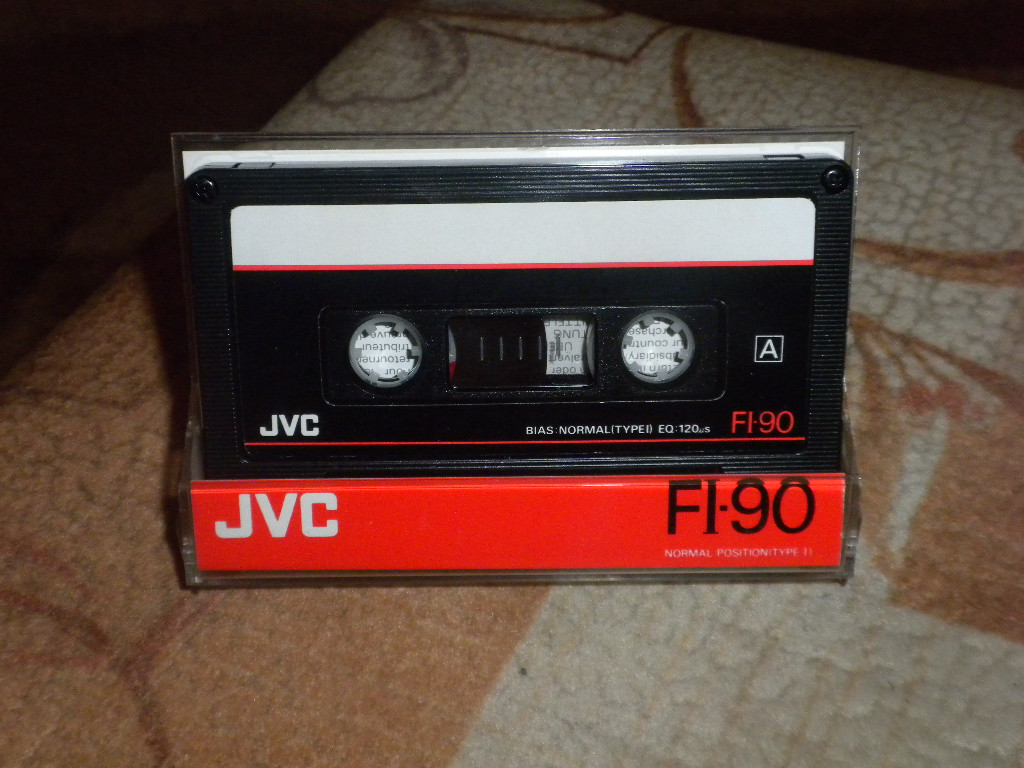 A
JVC
BIAS:NORMAL(TYPEI) EQ:120µs
FI-90
JVC
FI-90
NORMAL POSITION(TYPE I)